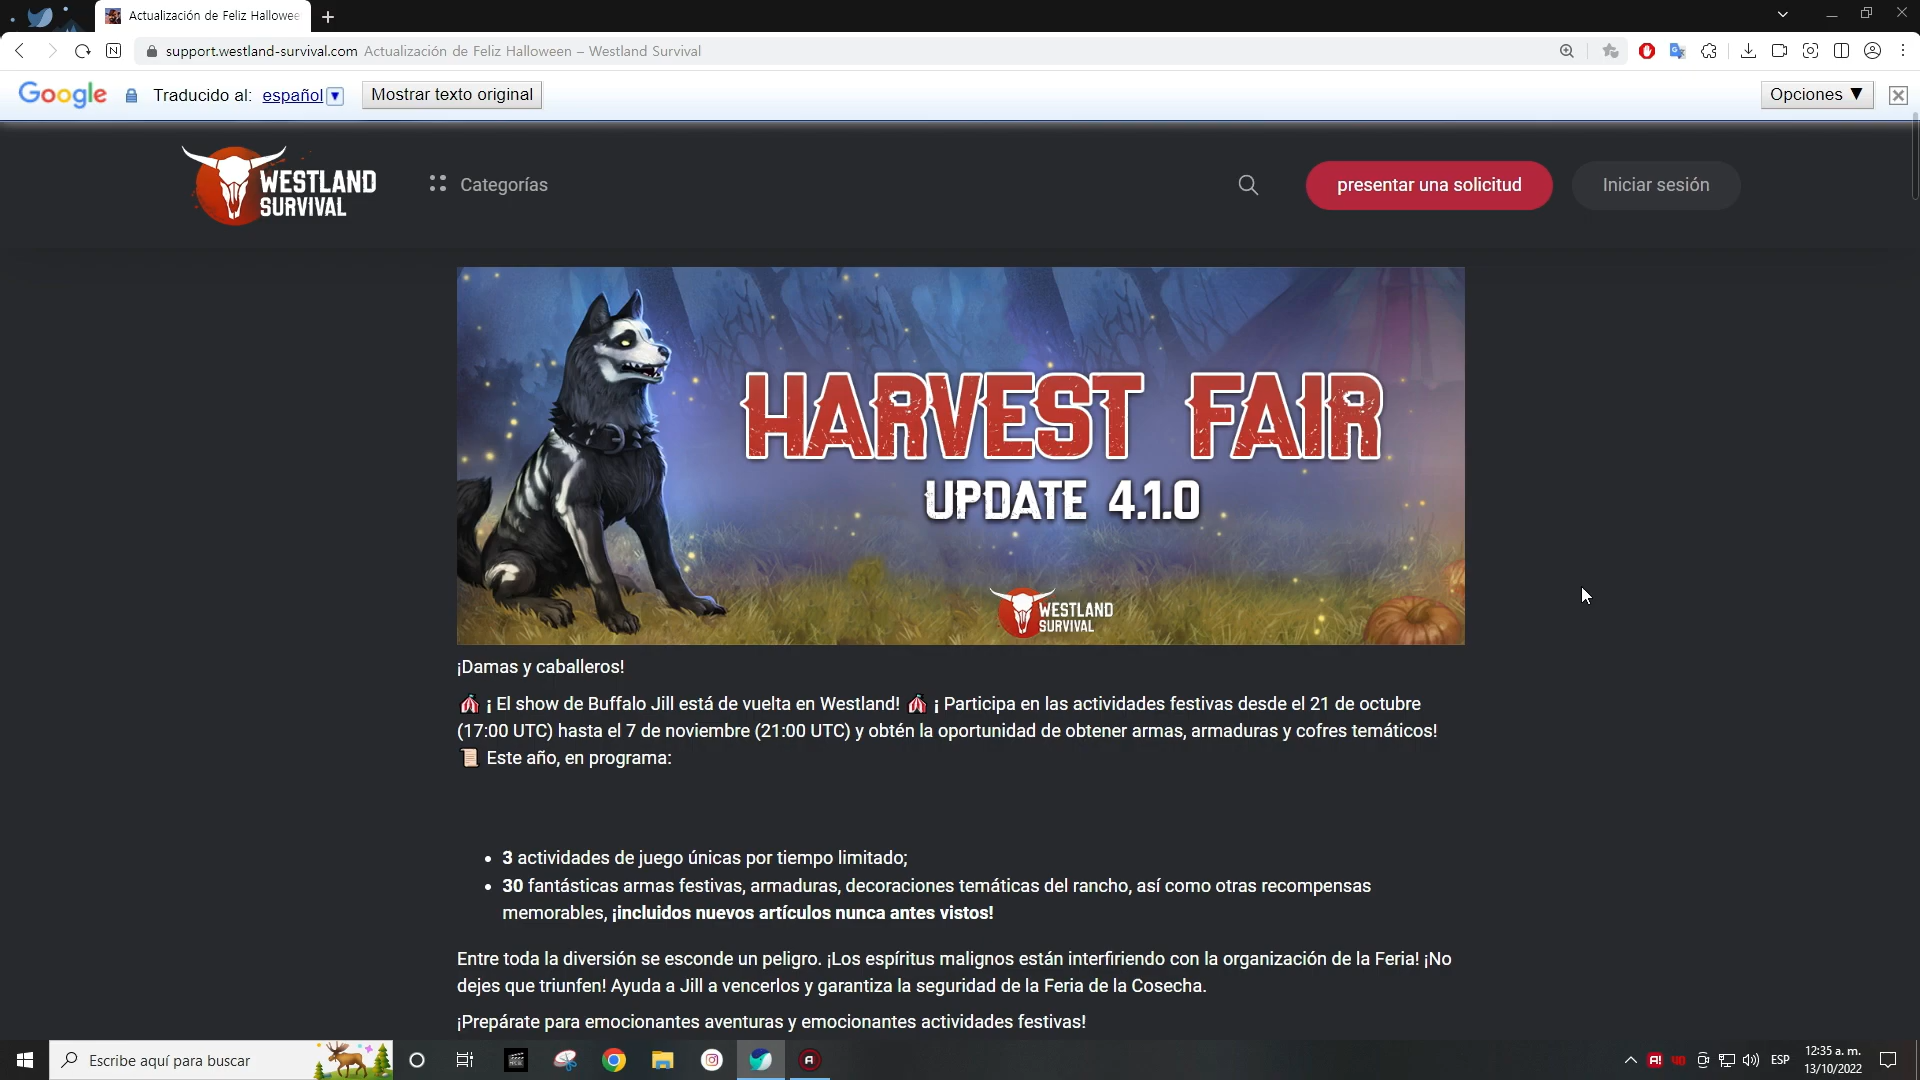 Actualización de Feliz Hallowee
support.westland-survival.com Actualización de Feliz Halloween – Westland Survival
Google Traducido al: español Mostrar texto original Opciones ▼
WESTLAND
SURVIVAL
Categorías
presentar una solicitud
Iniciar sesión
HARVEST FAIR
UPDATE 4.1.0
WESTLAND
SURVIVAL
¡Damas y caballeros!
🎪 ¡ El show de Buffalo Jill está de vuelta en Westland! 🎪 ¡ Participa en las actividades festivas desde el 21 de octubre
(17:00 UTC) hasta el 7 de noviembre (21:00 UTC) y obtén la oportunidad de obtener armas, armaduras y cofres temáticos!
📜 Este año, en programa:
• 3 actividades de juego únicas por tiempo limitado;
• 30 fantásticas armas festivas, armaduras, decoraciones temáticas del rancho, así como otras recompensas
memorables, ¡incluidos nuevos artículos nunca antes vistos!
Entre toda la diversión se esconde un peligro. ¡Los espíritus malignos están interfiriendo con la organización de la Feria! ¡No
dejes que triunfen! Ayuda a Jill a vencerlos y garantiza la seguridad de la Feria de la Cosecha.
¡Prepárate para emocionantes aventuras y emocionantes actividades festivas!
Escribe aquí para buscar
ESP
12:35 a. m.
13/10/2022